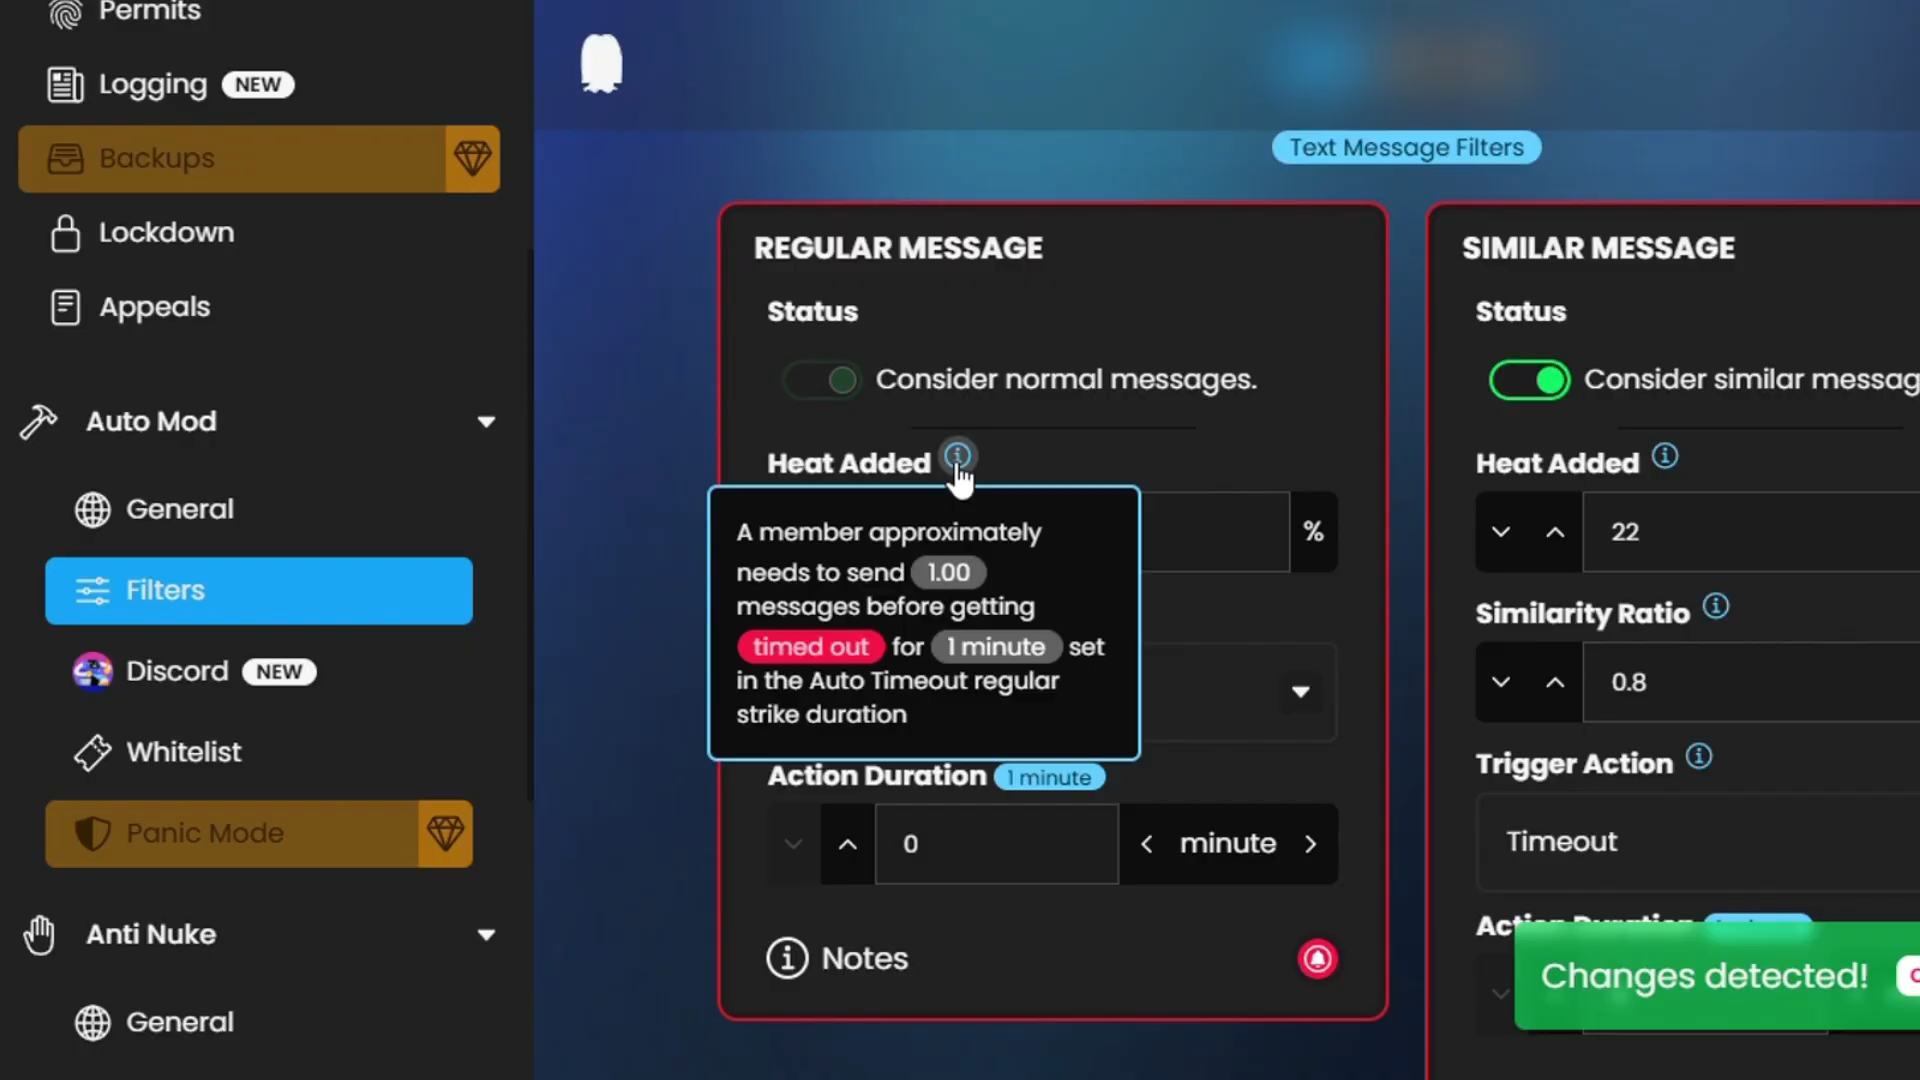 Permits
Logging NEW
Backups
Lockdown
Appeals
Auto Mod
General
Filters
Discord NEW
Whitelist
Panic Mode
Anti Nuke
General
Text Message Filters
REGULAR MESSAGE
Status
Consider normal messages.
Heat Added
%
A member approximately
needs to send 1.00
messages before getting
timed out for 1 minute set
in the Auto Timeout regular
strike duration
Action Duration 1 minute
0 minute
Notes
SIMILAR MESSAGE
Status
Consider similar messag
Heat Added
22
Similarity Ratio
0.8
Trigger Action
Timeout
Changes detected!